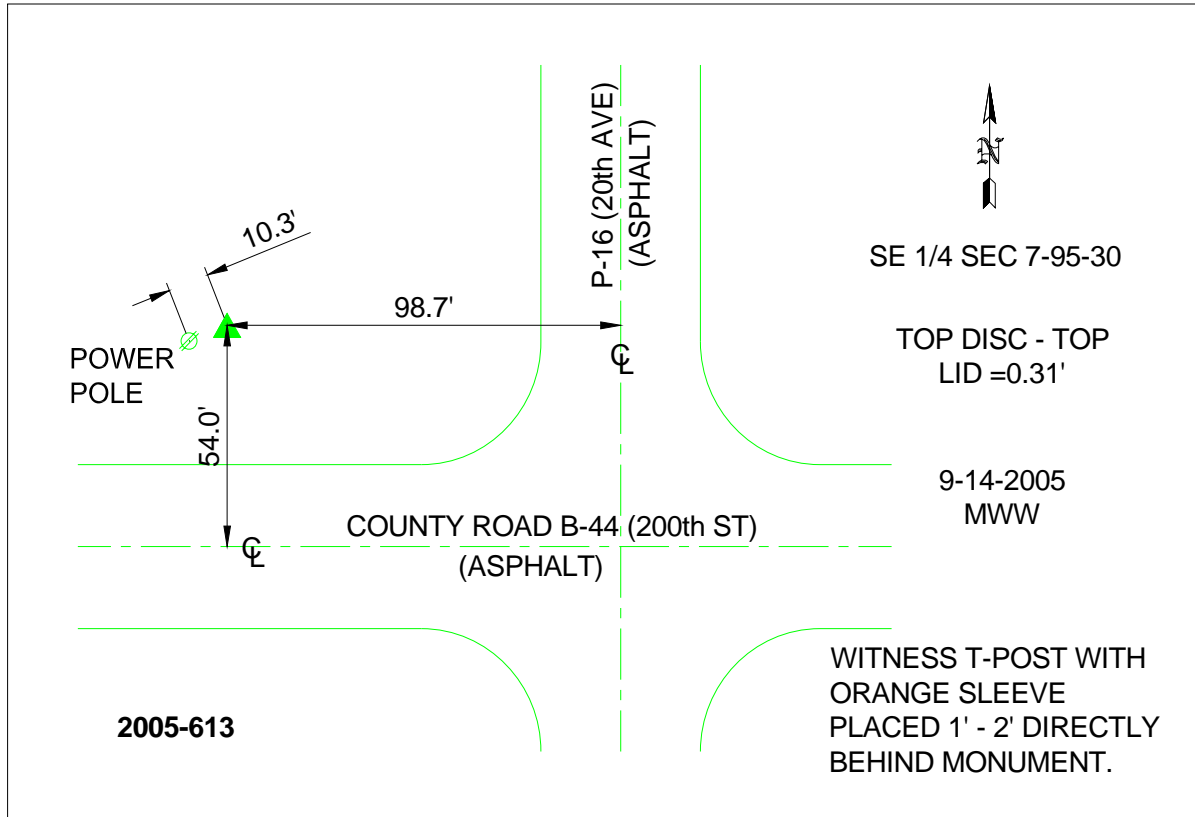 P-16 (20th AVE)
(ASPHALT)
N
10.3'
SE 1/4 SEC 7-95-30
98.7'
TOP DISC - TOP
LID =0.31'
POWER
POLE
℄
54.0'
9-14-2005
MWW
COUNTY ROAD B-44 (200th ST)
℄
(ASPHALT)
WITNESS T-POST WITH
ORANGE SLEEVE
PLACED 1' - 2' DIRECTLY
BEHIND MONUMENT.
2005-613